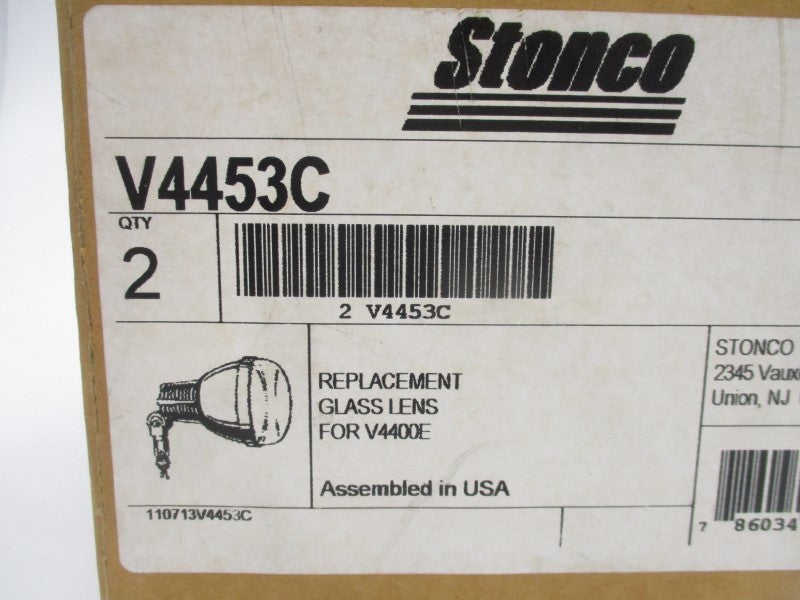 Stonco
V4453C
QTY
2
2 V4453C
REPLACEMENT
GLASS LENS
FOR V4400E
Assembled in USA
110713V4453C
STONCO
2345 Vaux
Union, NJ
7 86034